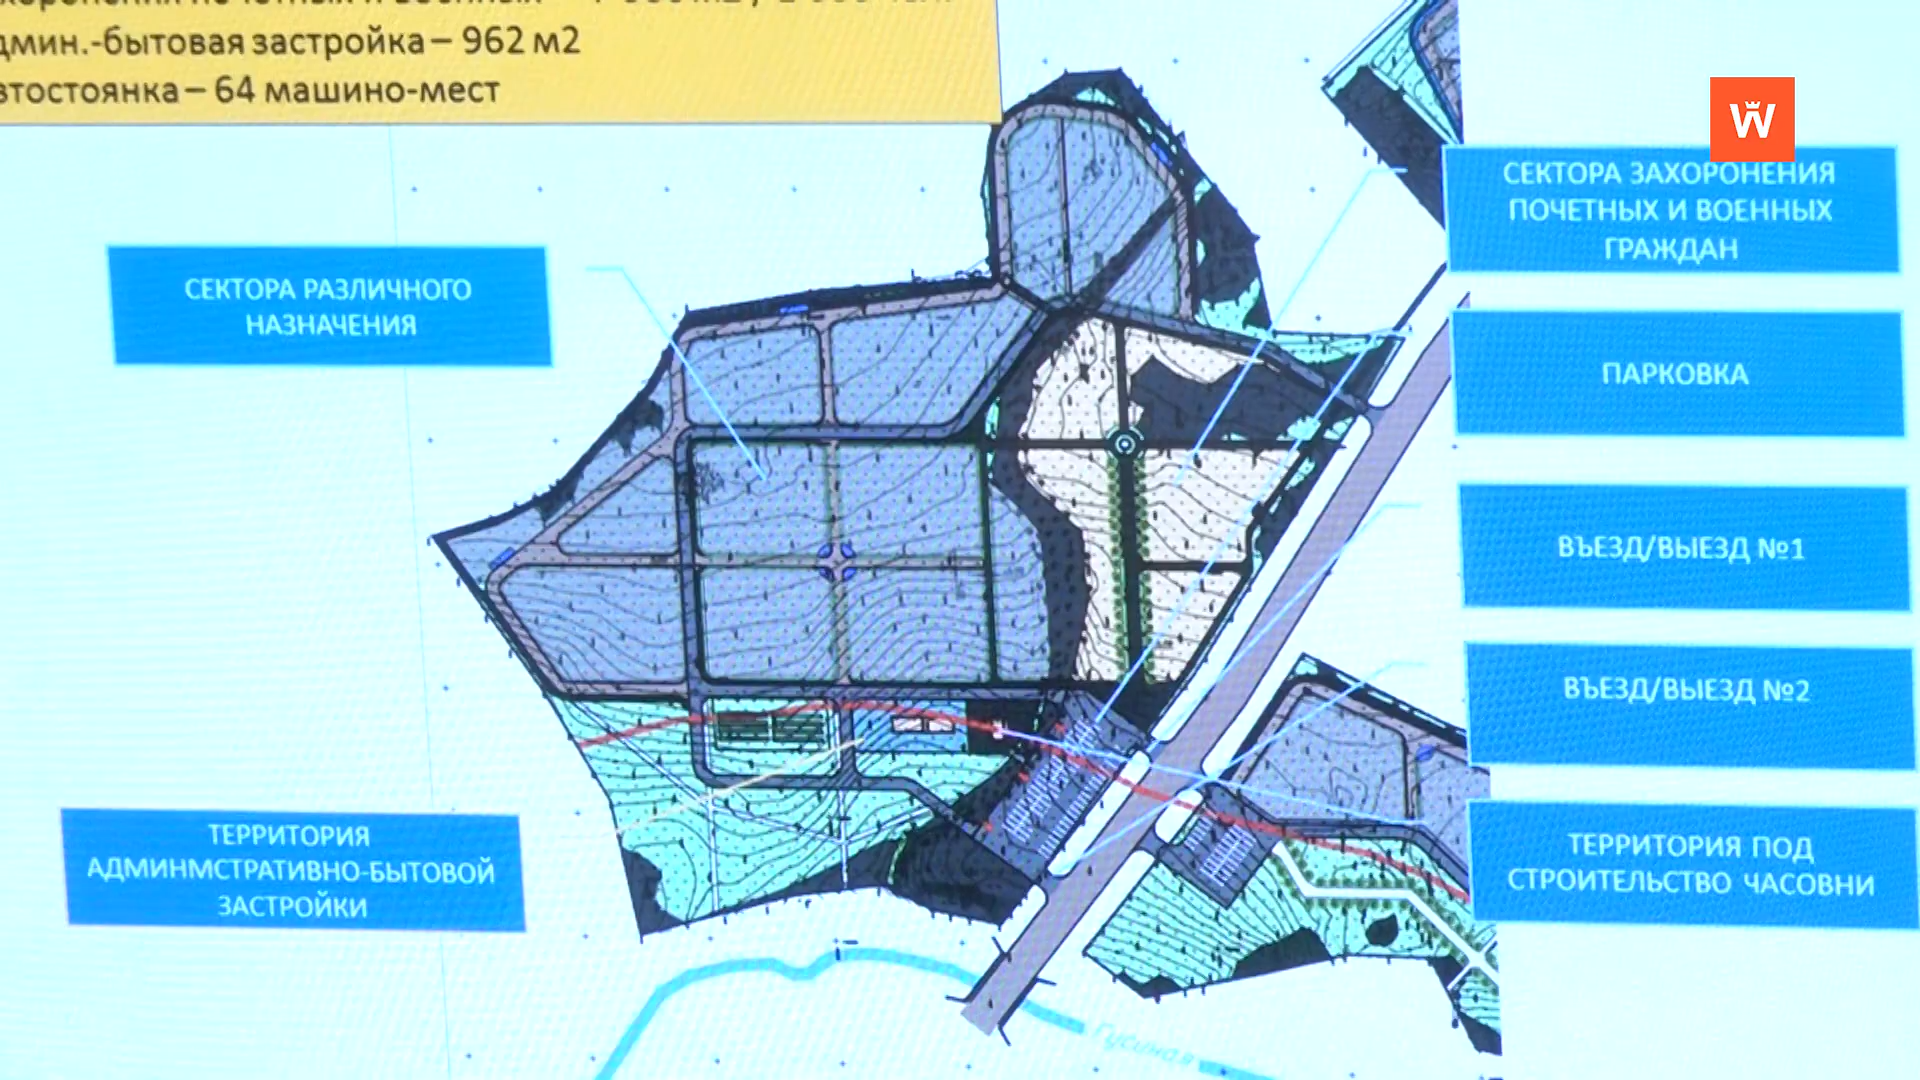 дмин.-бытовая застройка – 962 м2
втостоянка – 64 машино-мест
W
СЕКТОРА ЗАХОРОНЕНИЯ
ПОЧЕТНЫХ И ВОЕННЫХ
ГРАЖДАН
СЕКТОРА РАЗЛИЧНОГО
НАЗНАЧЕНИЯ
ПАРКОВКА
ВЪЕЗД/ВЫЕЗД №1
ВЪЕЗД/ВЫЕЗД №2
ТЕРРИТОРИЯ
АДМИНМСТРАТИВНО-БЫТОВОЙ
ЗАСТРОЙКИ
ТЕРРИТОРИЯ ПОД
СТРОИТЕЛЬСТВО ЧАСОВНИ
Гусиная